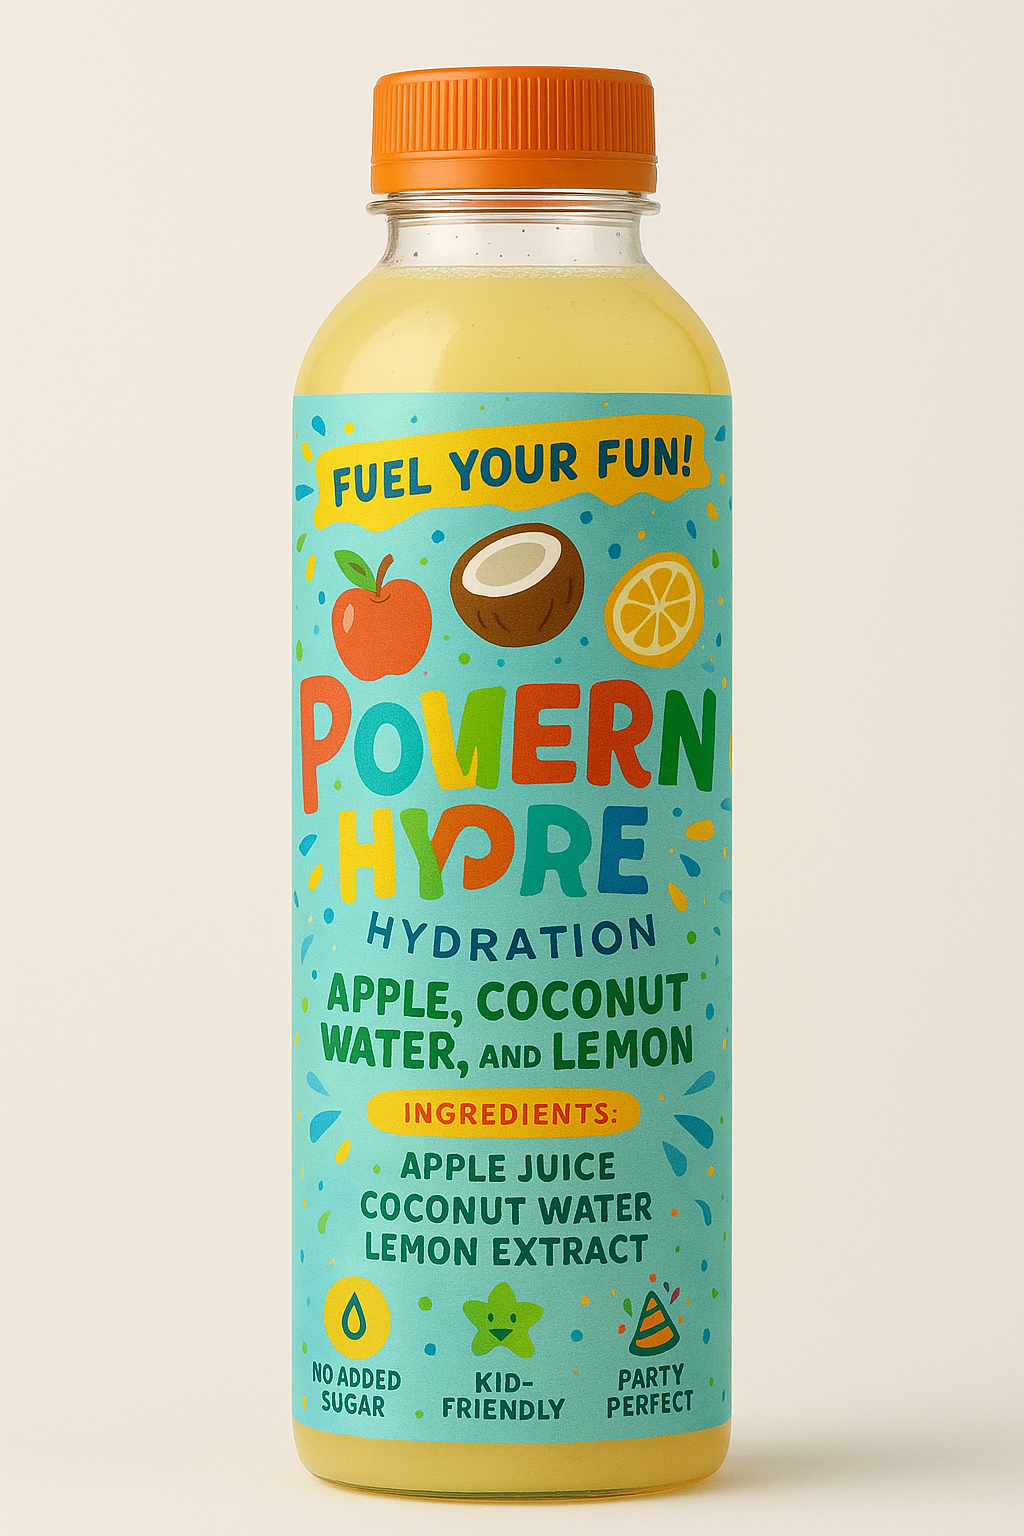 FUEL YOUR FUN!
POWERN
HYDRE
HYDRATION
APPLE, COCONUT
WATER, AND LEMON
INGREDIENTS:
APPLE JUICE
COCONUT WATER
LEMON EXTRACT
NO ADDED
SUGAR
KID-
FRIENDLY
PARTY
PERFECT